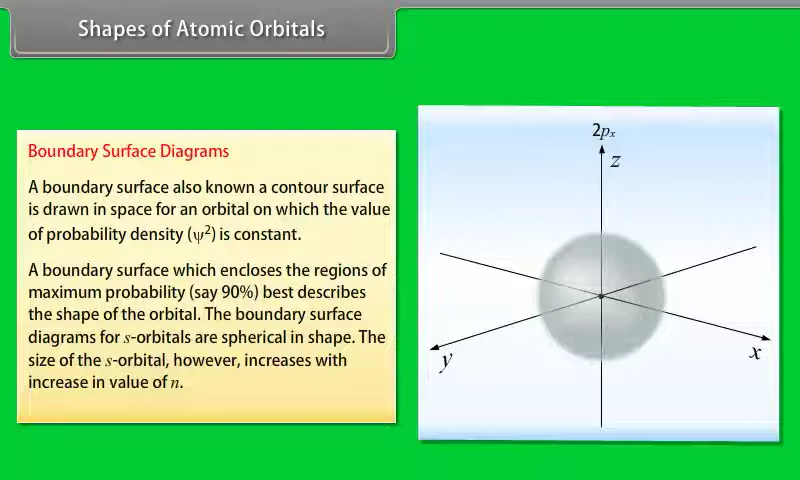 Shapes of Atomic Orbitals
Boundary Surface Diagrams
A boundary surface also known a contour surface
is drawn in space for an orbital on which the value
of probability density (ψ²) is constant.
A boundary surface which encloses the regions of
maximum probability (say 90%) best describes
the shape of the orbital. The boundary surface
diagrams for s-orbitals are spherical in shape. The
size of the s-orbital, however, increases with
increase in value of n.
2pₓ
z
y
x